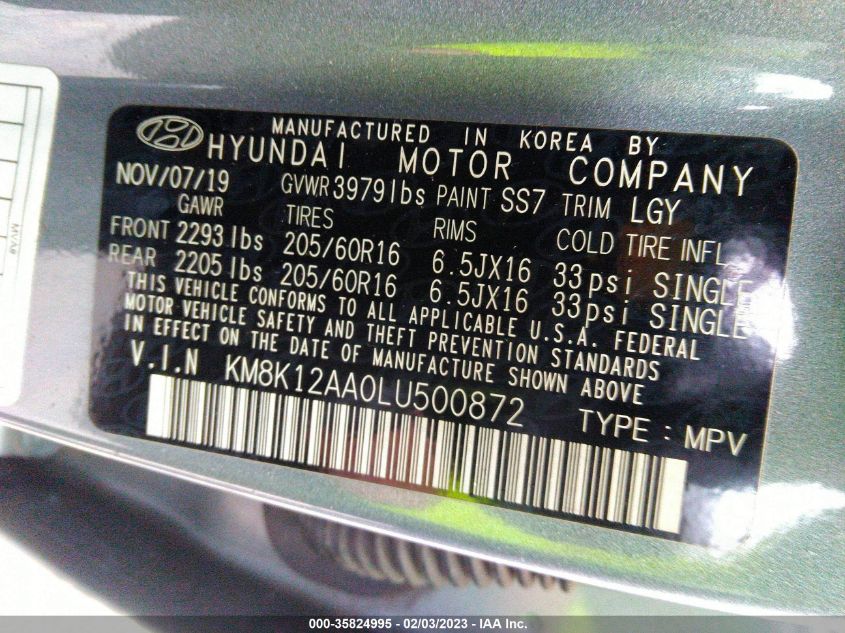 MANUFACTURED IN KOREA BY
HYUNDAI MOTOR COMPANY
NOV/07/19 GVWR 3979lbs PAINT SS7 TRIM LGY
GAWR TIRES RIMS COLD TIRE INFL
FRONT 2293lbs 205/60R16 6.5JX16 33psi SINGLE
REAR 2205lbs 205/60R16 6.5JX16 33psi SINGLE
THIS VEHICLE CONFORMS TO ALL APPLICABLE U.S.A. FEDERAL
MOTOR VEHICLE SAFETY AND THEFT PREVENTION STANDARDS
IN EFFECT ON THE DATE OF MANUFACTURE SHOWN ABOVE
V.I.N KM8K12AA0LU500872 TYPE : MPV
000-35824995 - 02/03/2023 - IAA Inc.